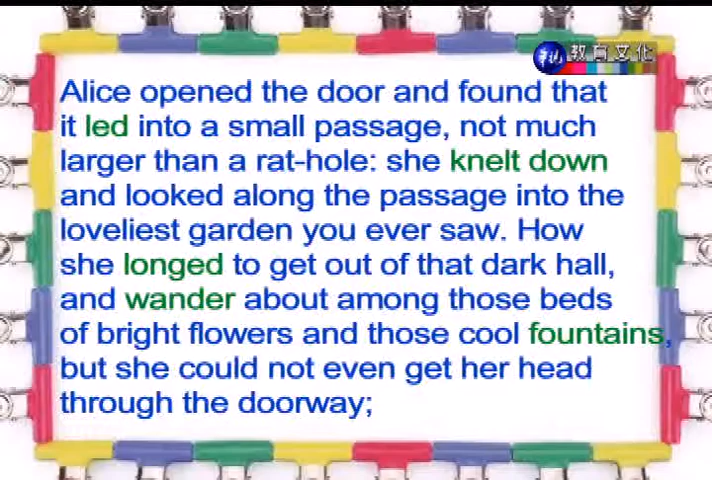 華視 教育文化
Alice opened the door and found that
it led into a small passage, not much
larger than a rat-hole: she knelt down
and looked along the passage into the
loveliest garden you ever saw. How
she longed to get out of that dark hall,
and wander about among those beds
of bright flowers and those cool fountains,
but she could not even get her head
through the doorway;